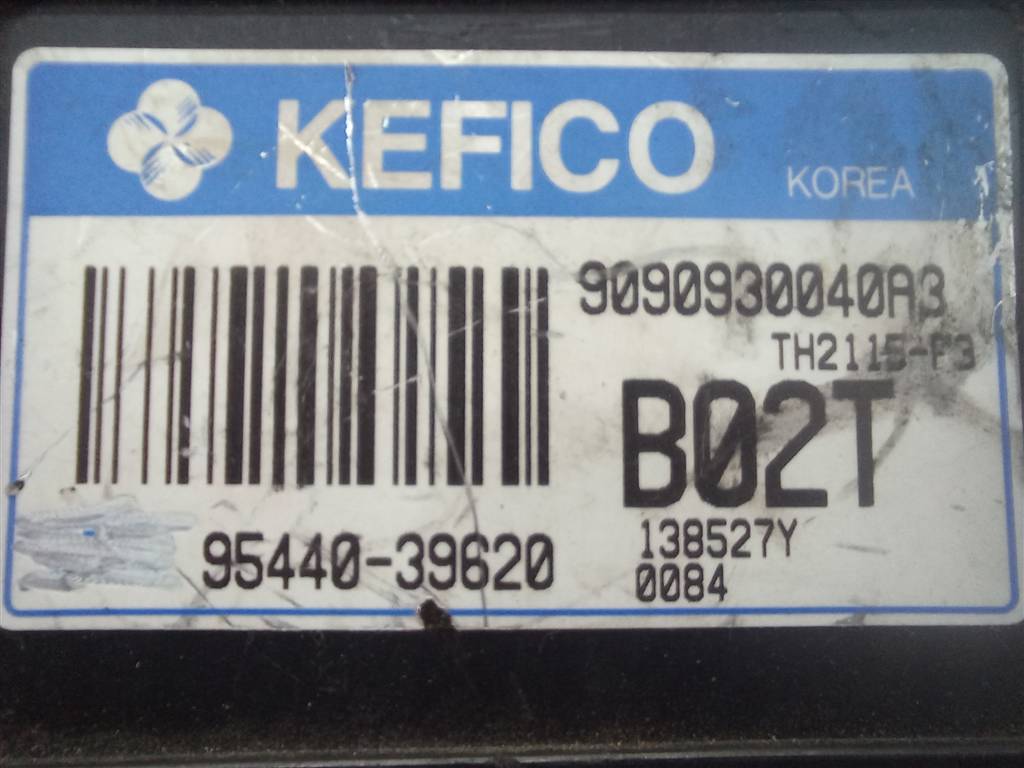 KEFICO
KOREA
9090930040A3
TH2115-F3
B02T
95440-39620
138527Y
0084